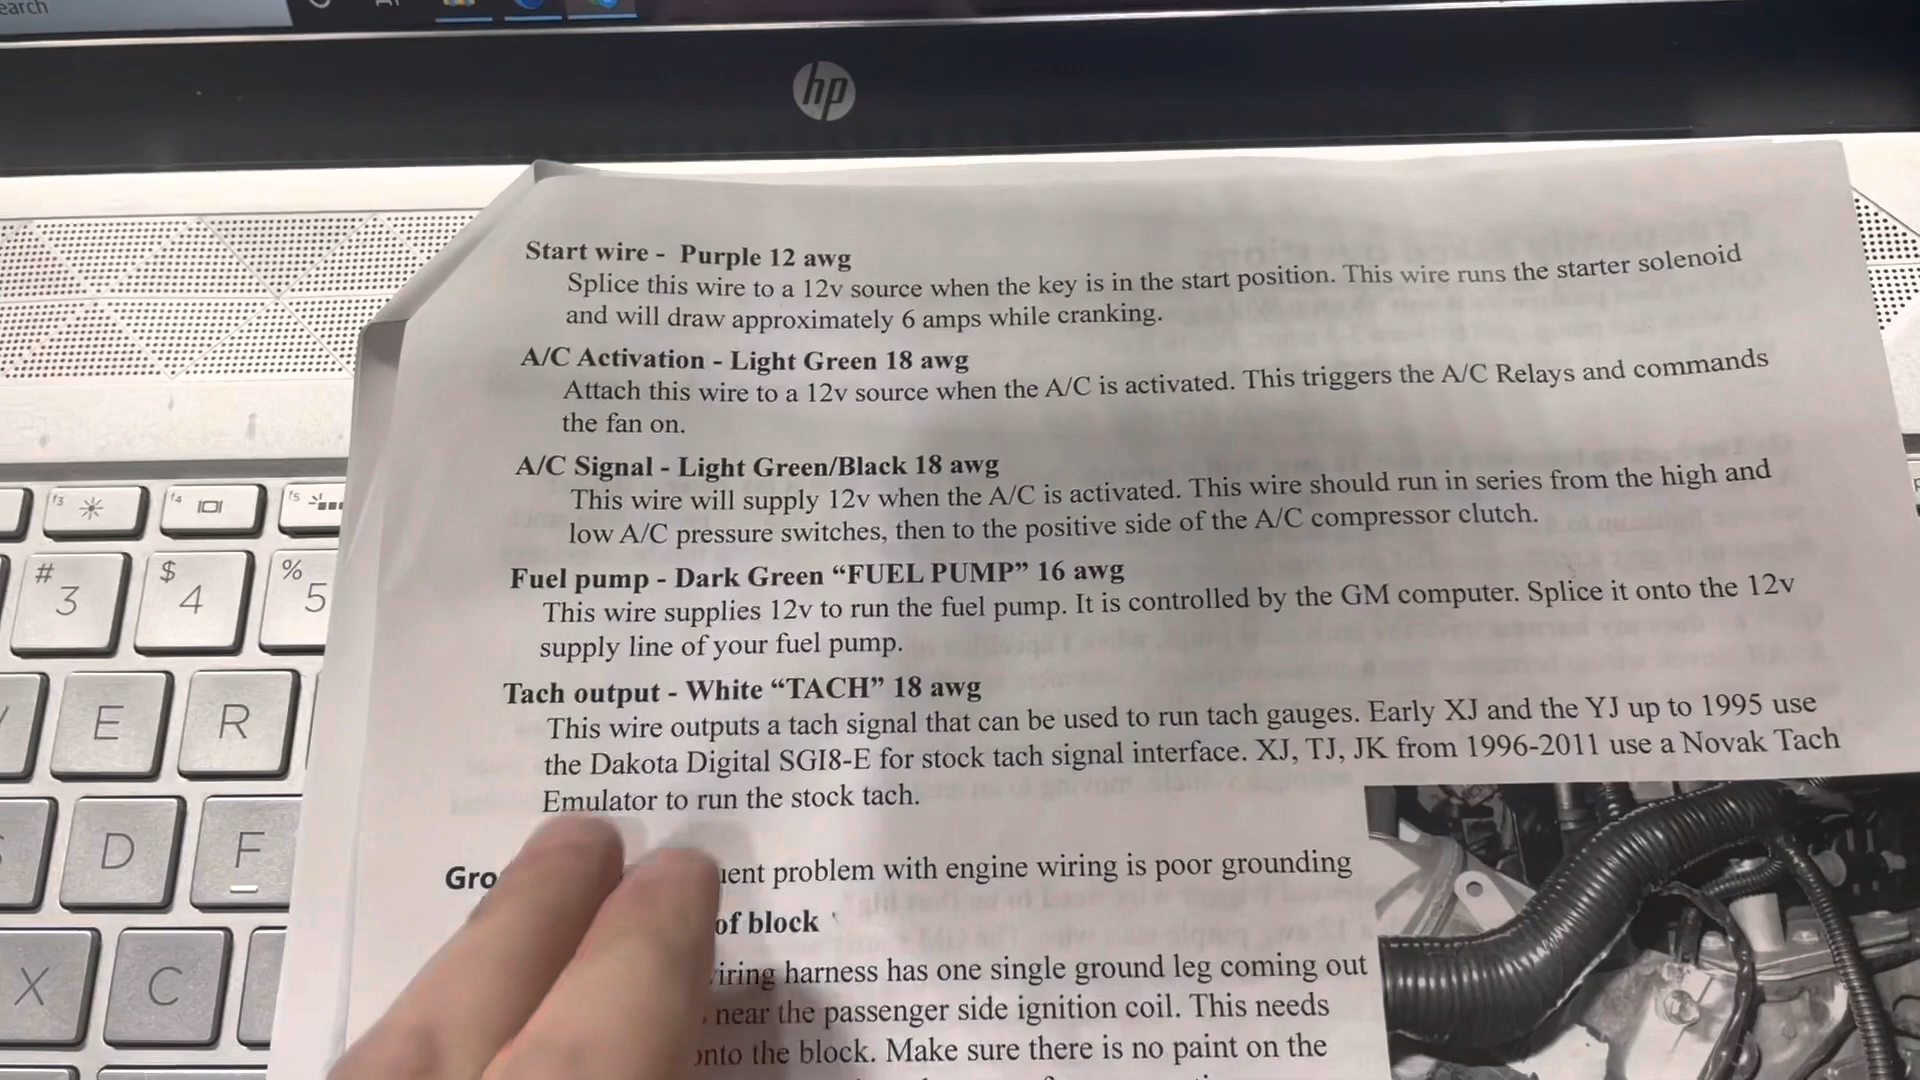 earch
hp
Start wire - Purple 12 awg
Splice this wire to a 12v source when the key is in the start position. This wire runs the starter solenoid
and will draw approximately 6 amps while cranking.
A/C Activation - Light Green 18 awg
Attach this wire to a 12v source when the A/C is activated. This triggers the A/C Relays and commands
the fan on.
A/C Signal - Light Green/Black 18 awg
This wire will supply 12v when the A/C is activated. This wire should run in series from the high and
low A/C pressure switches, then to the positive side of the A/C compressor clutch.
Fuel pump - Dark Green “FUEL PUMP” 16 awg
This wire supplies 12v to run the fuel pump. It is controlled by the GM computer. Splice it onto the 12v
supply line of your fuel pump.
Tach output - White “TACH” 18 awg
This wire outputs a tach signal that can be used to run tach gauges. Early XJ and the YJ up to 1995 use
the Dakota Digital SGI8-E for stock tach signal interface. XJ, TJ, JK from 1996-2011 use a Novak Tach
Emulator to run the stock tach.
Gro uent problem with engine wiring is poor grounding
of block
iring harness has one single ground leg coming out
near the passenger side ignition coil. This needs
onto the block. Make sure there is no paint on the
f3 f4 f5
# 3 $ 4 % 5
E R
D F
X C